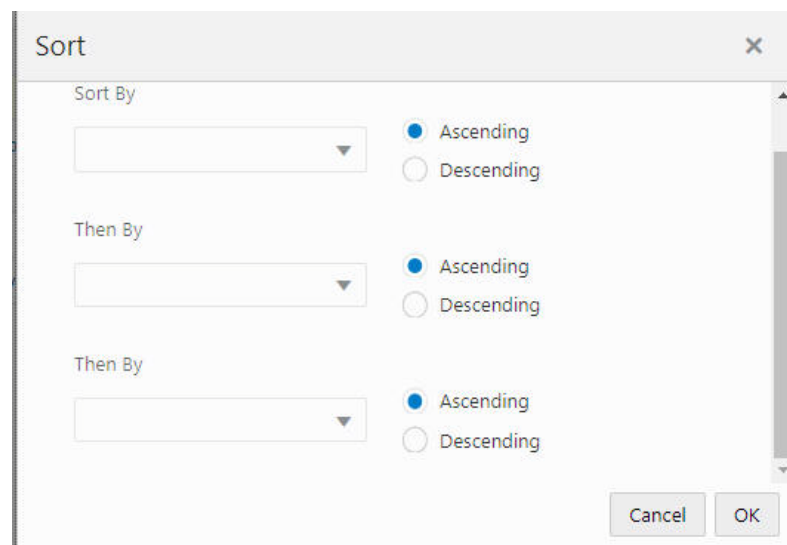 Sort
Sort By
Ascending
Descending
Then By
Ascending
Descending
Then By
Ascending
Descending
Cancel OK